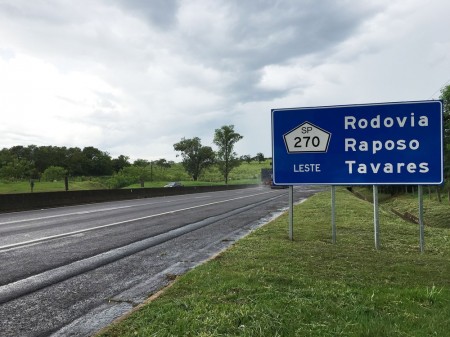 SP
270
LESTE
Rodovia
Raposo
Tavares